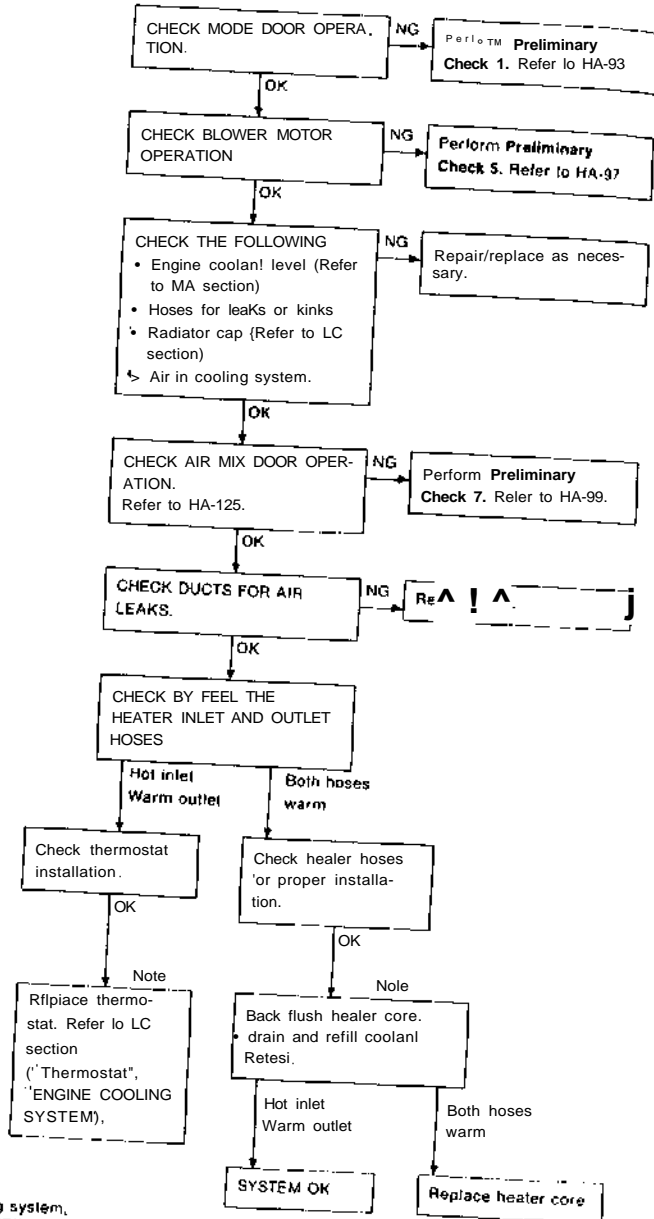 CHECK MODE DOOR OPERA.
TION.
NG
Perlo™ Preliminary
Check 1. Refer lo HA-93
OK
CHECK BLOWER MOTOR
OPERATION
NG
Perform Preliminary
Check 5. Refer to HA-97
OK
CHECK THE FOLLOWING
• Engine coolan! level (Refer
to MA section)
• Hoses for leaKs or kinks
• Radiator cap {Refer to LC
section)
> Air in cooling system.
NG
Repair/replace as neces-
sary.
OK
CHECK AIR MIX DOOR OPER-
ATION.
Refer to HA-125.
NG
Perform Preliminary
Check 7. Reler to HA-99.
OK
CHECK DUCTS FOR AIR
LEAKS.
NG
Re^ ! ^. j
OK
CHECK BY FEEL THE
HEATER INLET AND OUTLET
HOSES
Hot inlet
Warm outlet
Both hoses
warm
Check thermostat
installation.
Check healer hoses
'or proper installa-
tion.
OK
OK
Note
Rflpiace thermo-
stat. Refer lo LC
section
('‘Thermostat",
''ENGINE COOLING
SYSTEM'),
Nole
Back flush healer core.
• drain and refill coolanl
Retesi.
Hot inlet
Warm outlet
Both hoses
warm
SYSTEM OK
Replace heater core
g system,